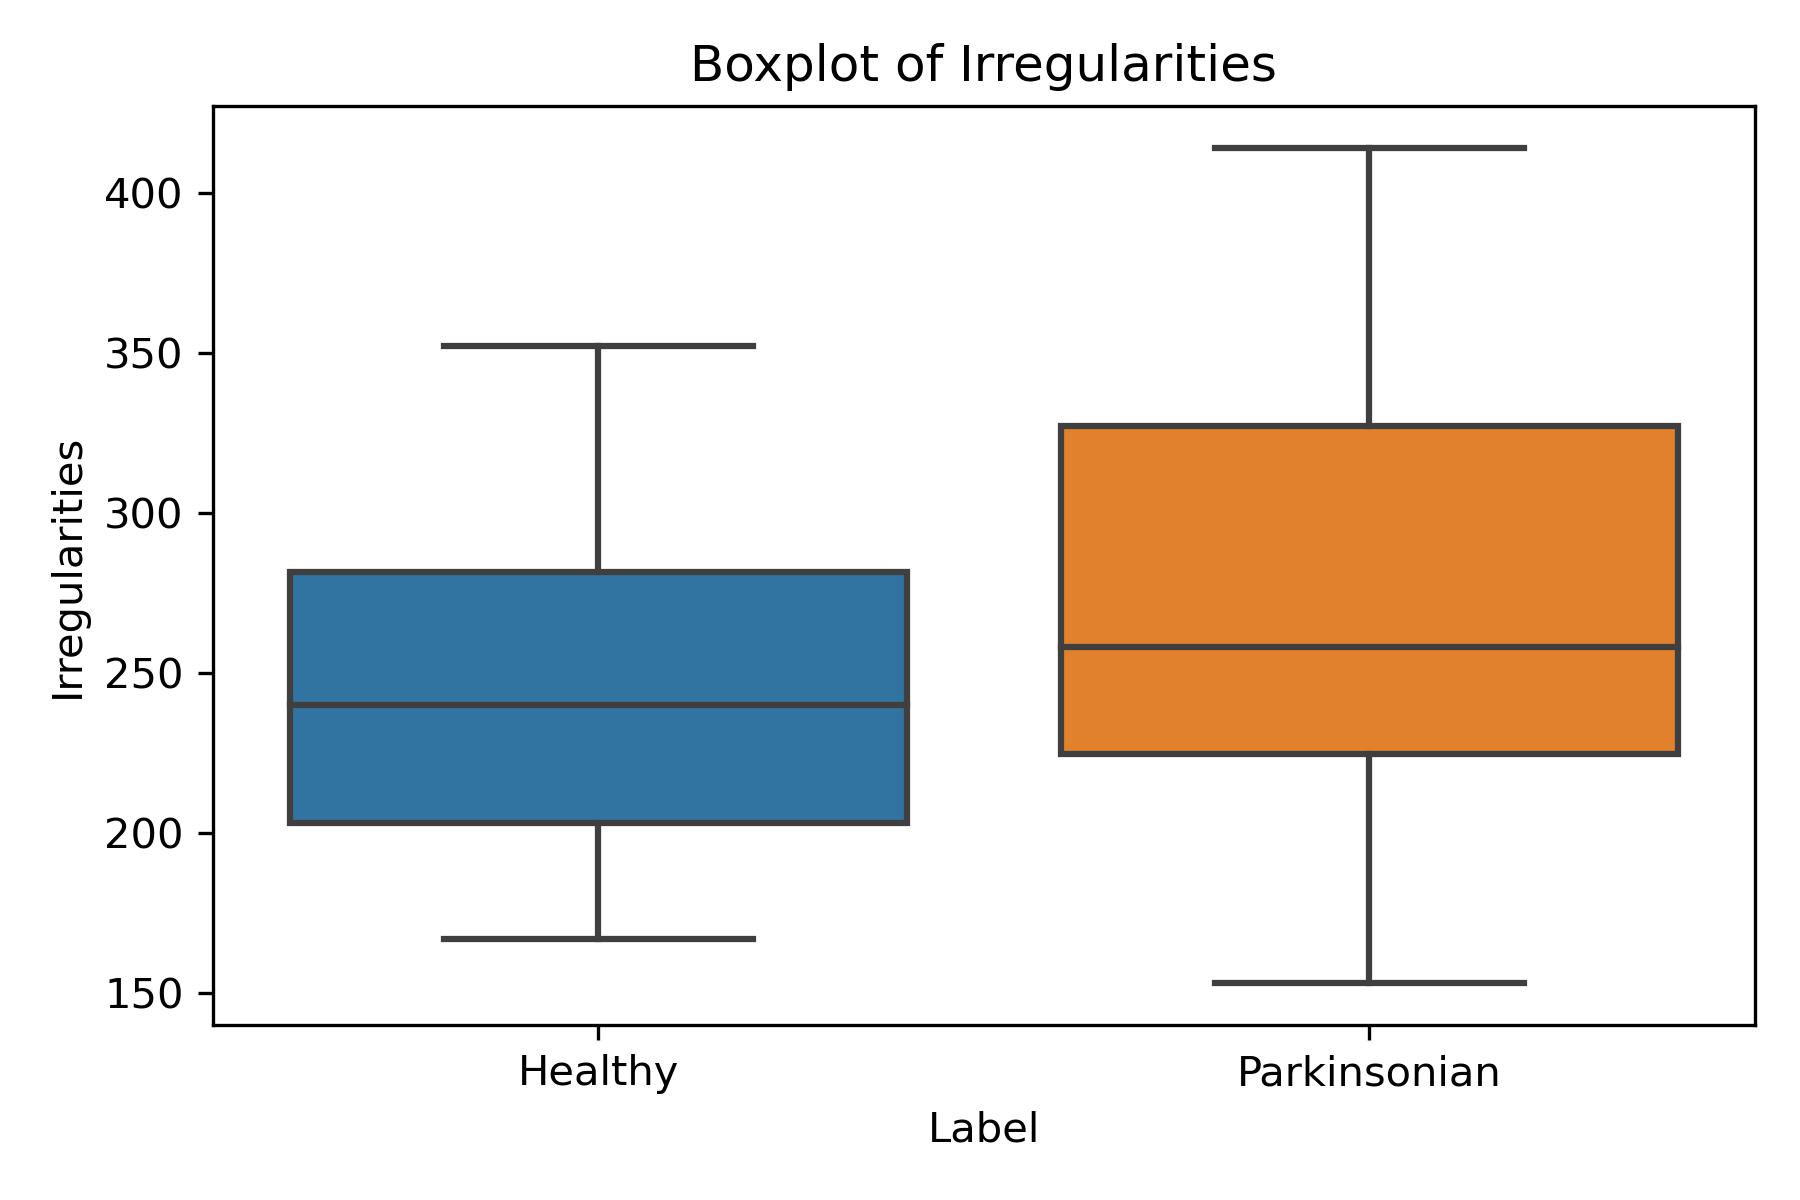 Boxplot of Irregularities
Irregularities
400
350
300
250
200
150
Healthy Parkinsonian
Label